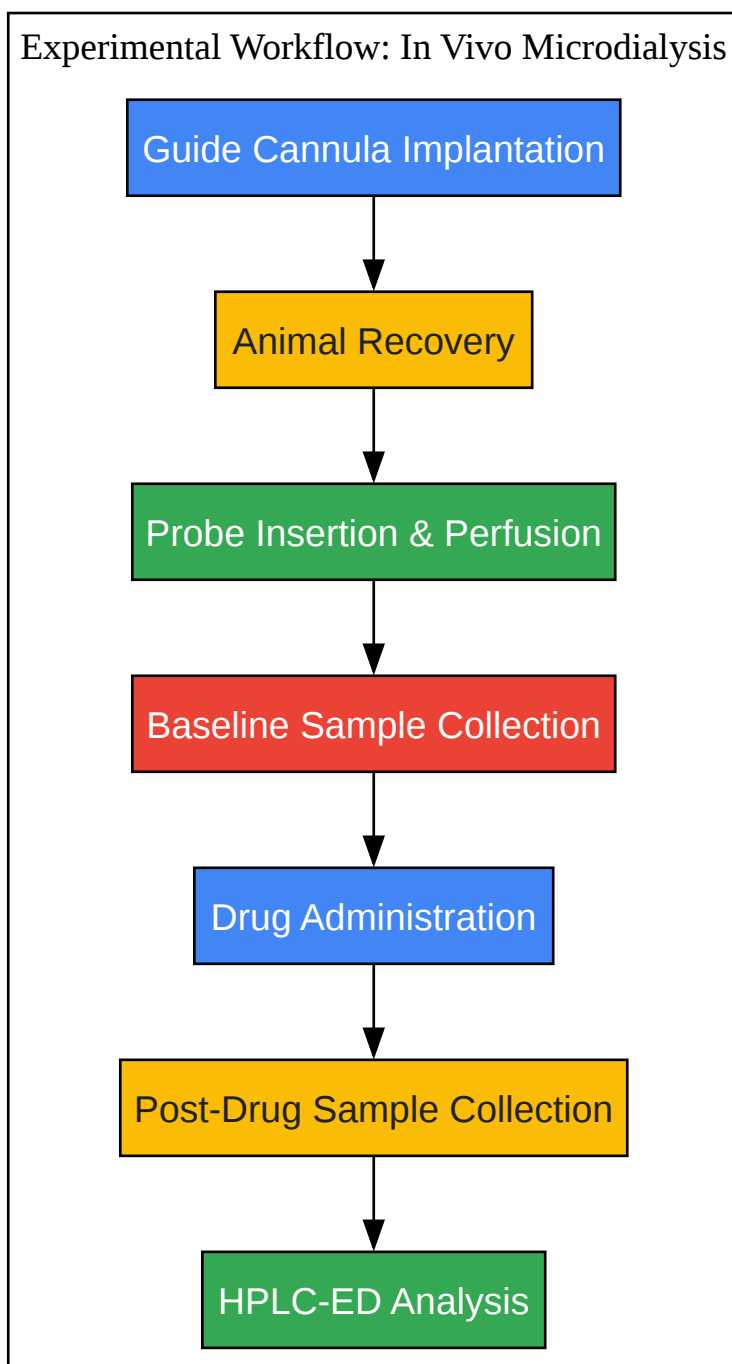 Experimental Workflow: In Vivo Microdialysis
Guide Cannula Implantation
Animal Recovery
Probe Insertion & Perfusion
Baseline Sample Collection
Drug Administration
Post-Drug Sample Collection
HPLC-ED Analysis